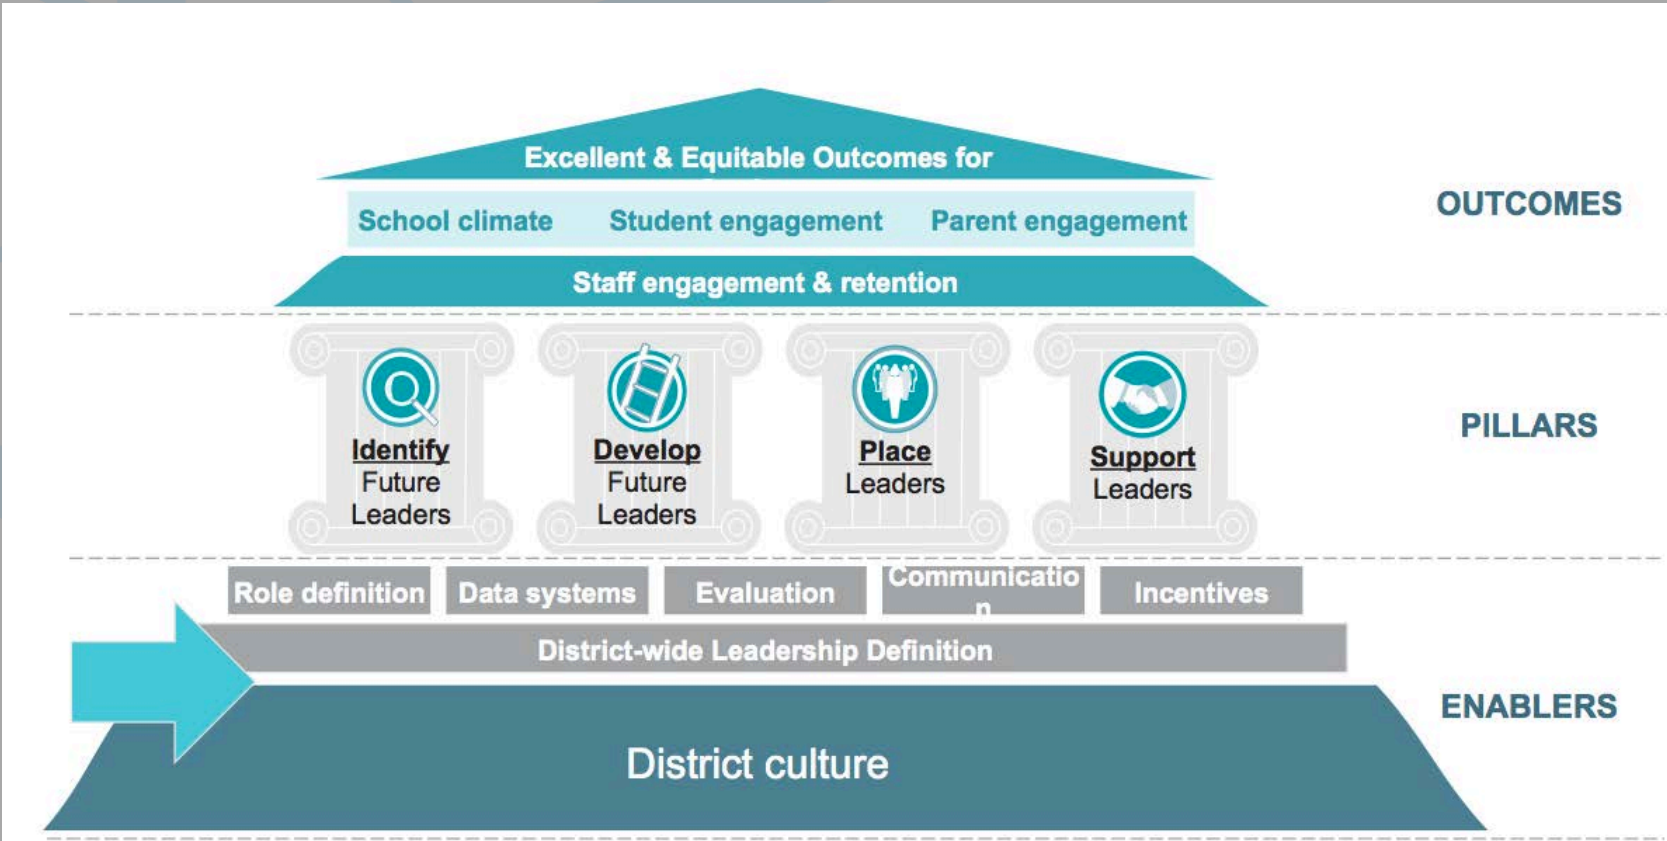 Excellent & Equitable Outcomes for
School climate Student engagement Parent engagement
OUTCOMES
Staff engagement & retention
Identify
Future
Leaders
Develop
Future
Leaders
Place
Leaders
Support
Leaders
PILLARS
Role definition
Data systems
Evaluation
Communicatio
n
Incentives
District-wide Leadership Definition
ENABLERS
District culture